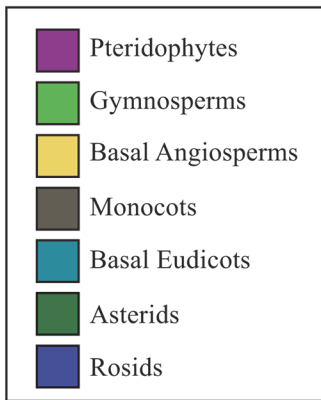 Pteridophytes
Gymnosperms
Basal Angiosperms
Monocots
Basal Eudicots
Asterids
Rosids